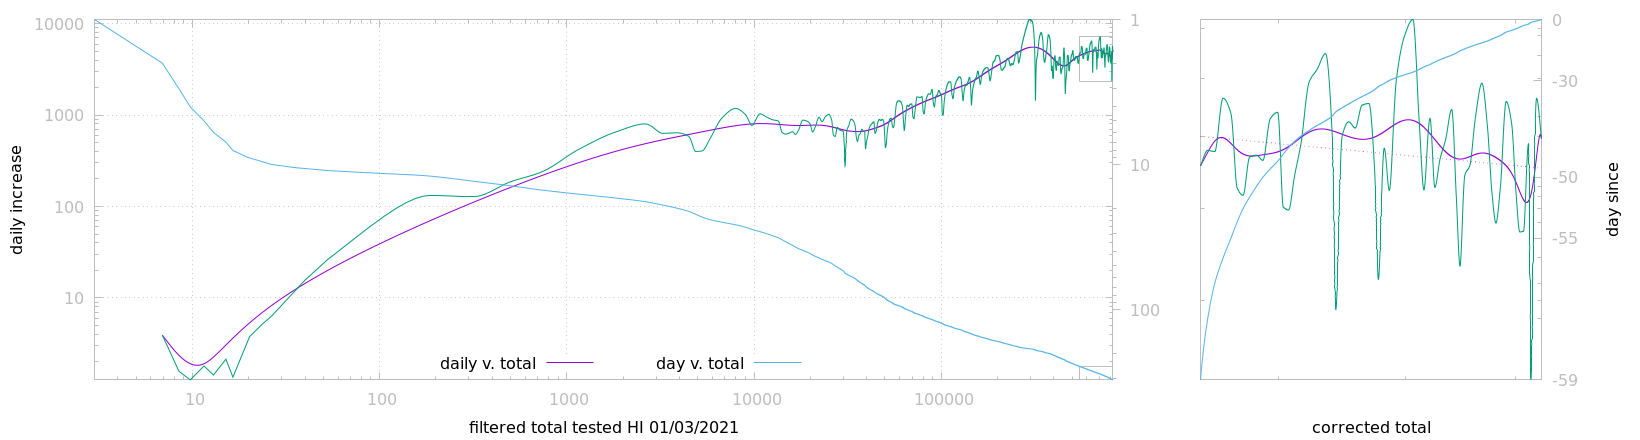 10000
1000
100
10
daily increase
10
100
1000
10000
100000
filtered total tested HI 01/03/2021
daily v. total
day v. total
1
10
100
0
-30
-50
-55
-59
day since
corrected total